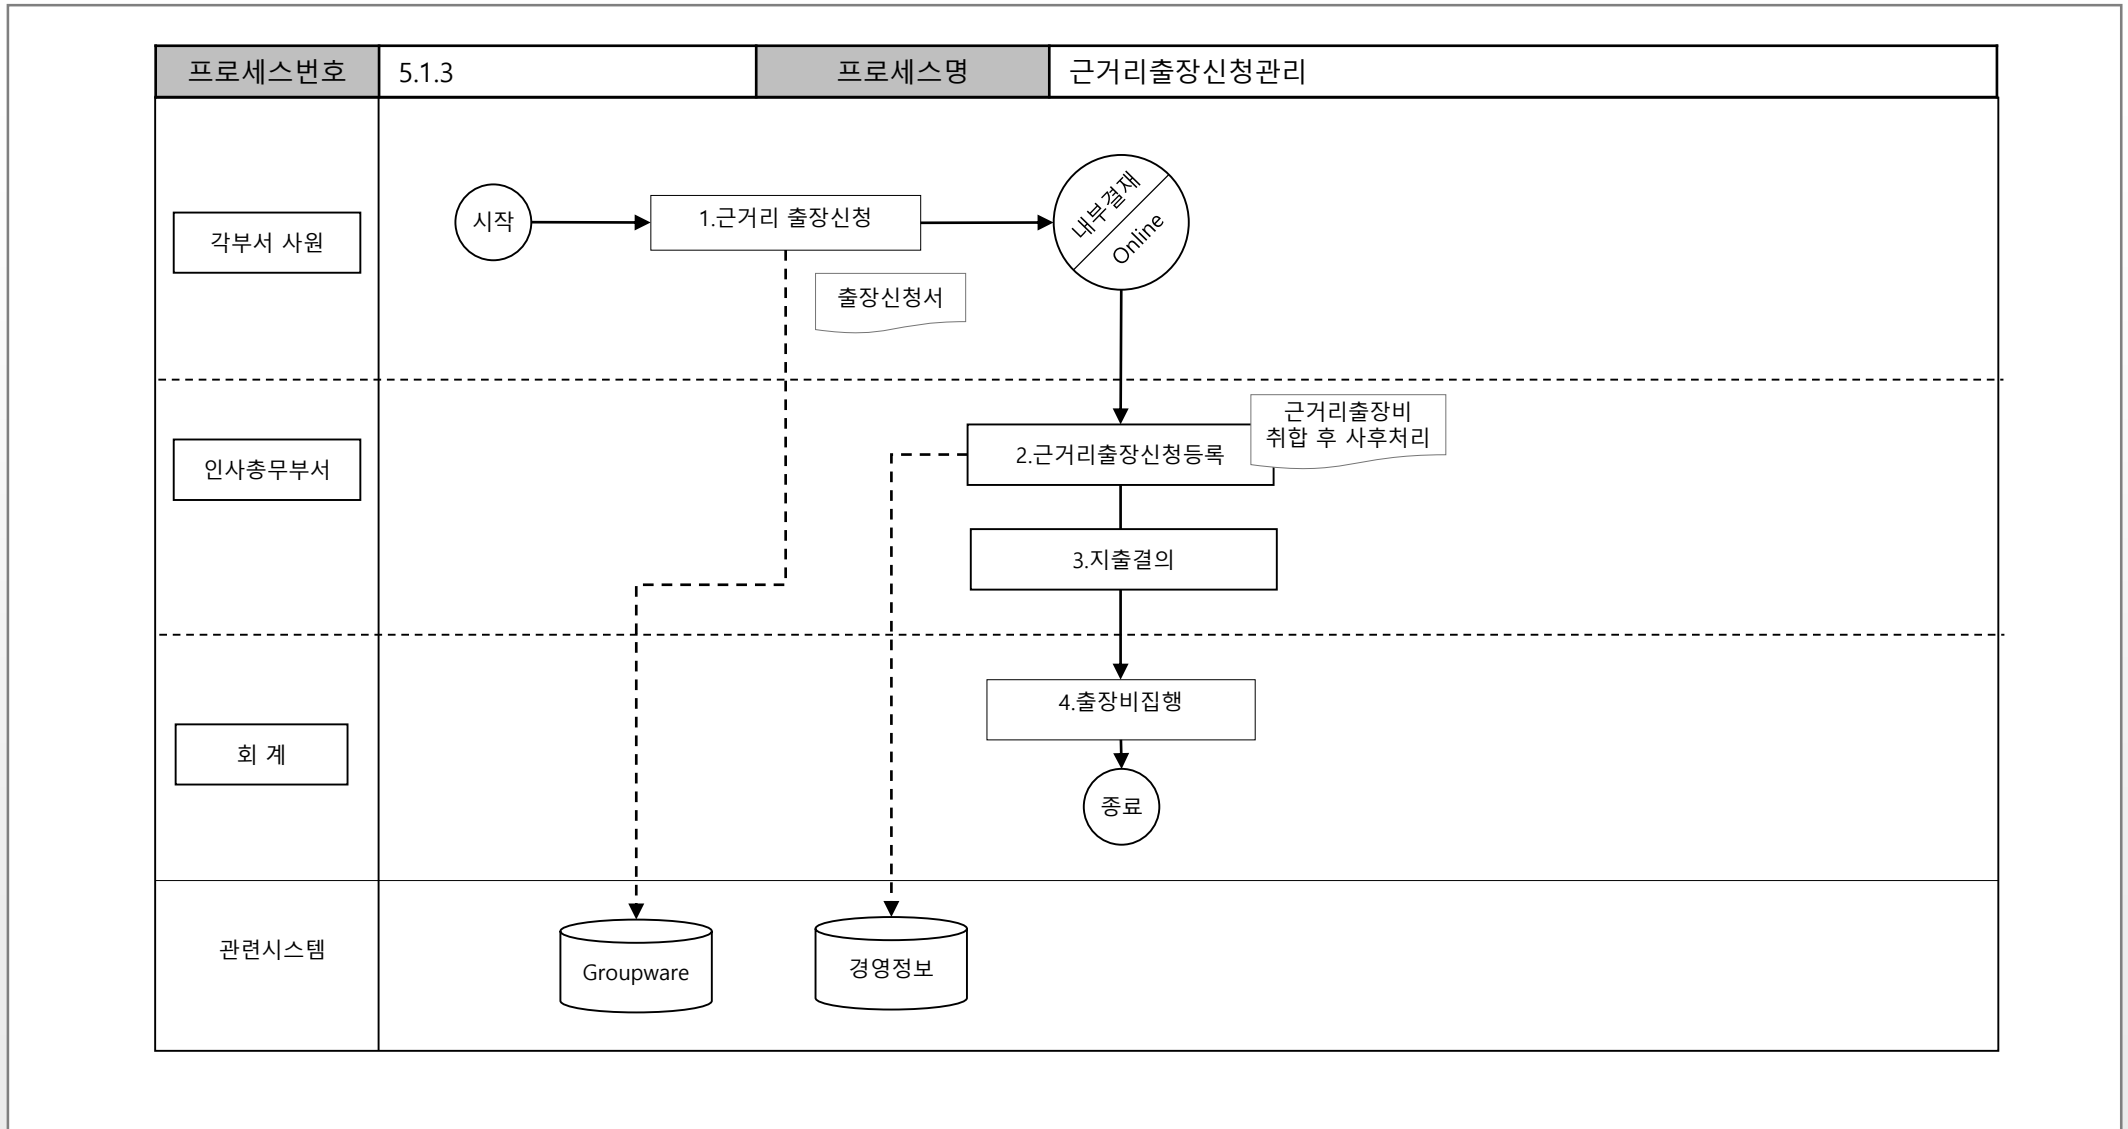 프로세스번호
5.1.3
프로세스명
근거리출장신청관리
각부서 사원
시작
1.근거리 출장신청
내부결재
Online
출장신청서
인사총무부서
2.근거리출장신청등록
근거리출장비
취합 후 사후처리
3.지출결의
회 계
4.출장비집행
종료
관련시스템
Groupware
경영정보